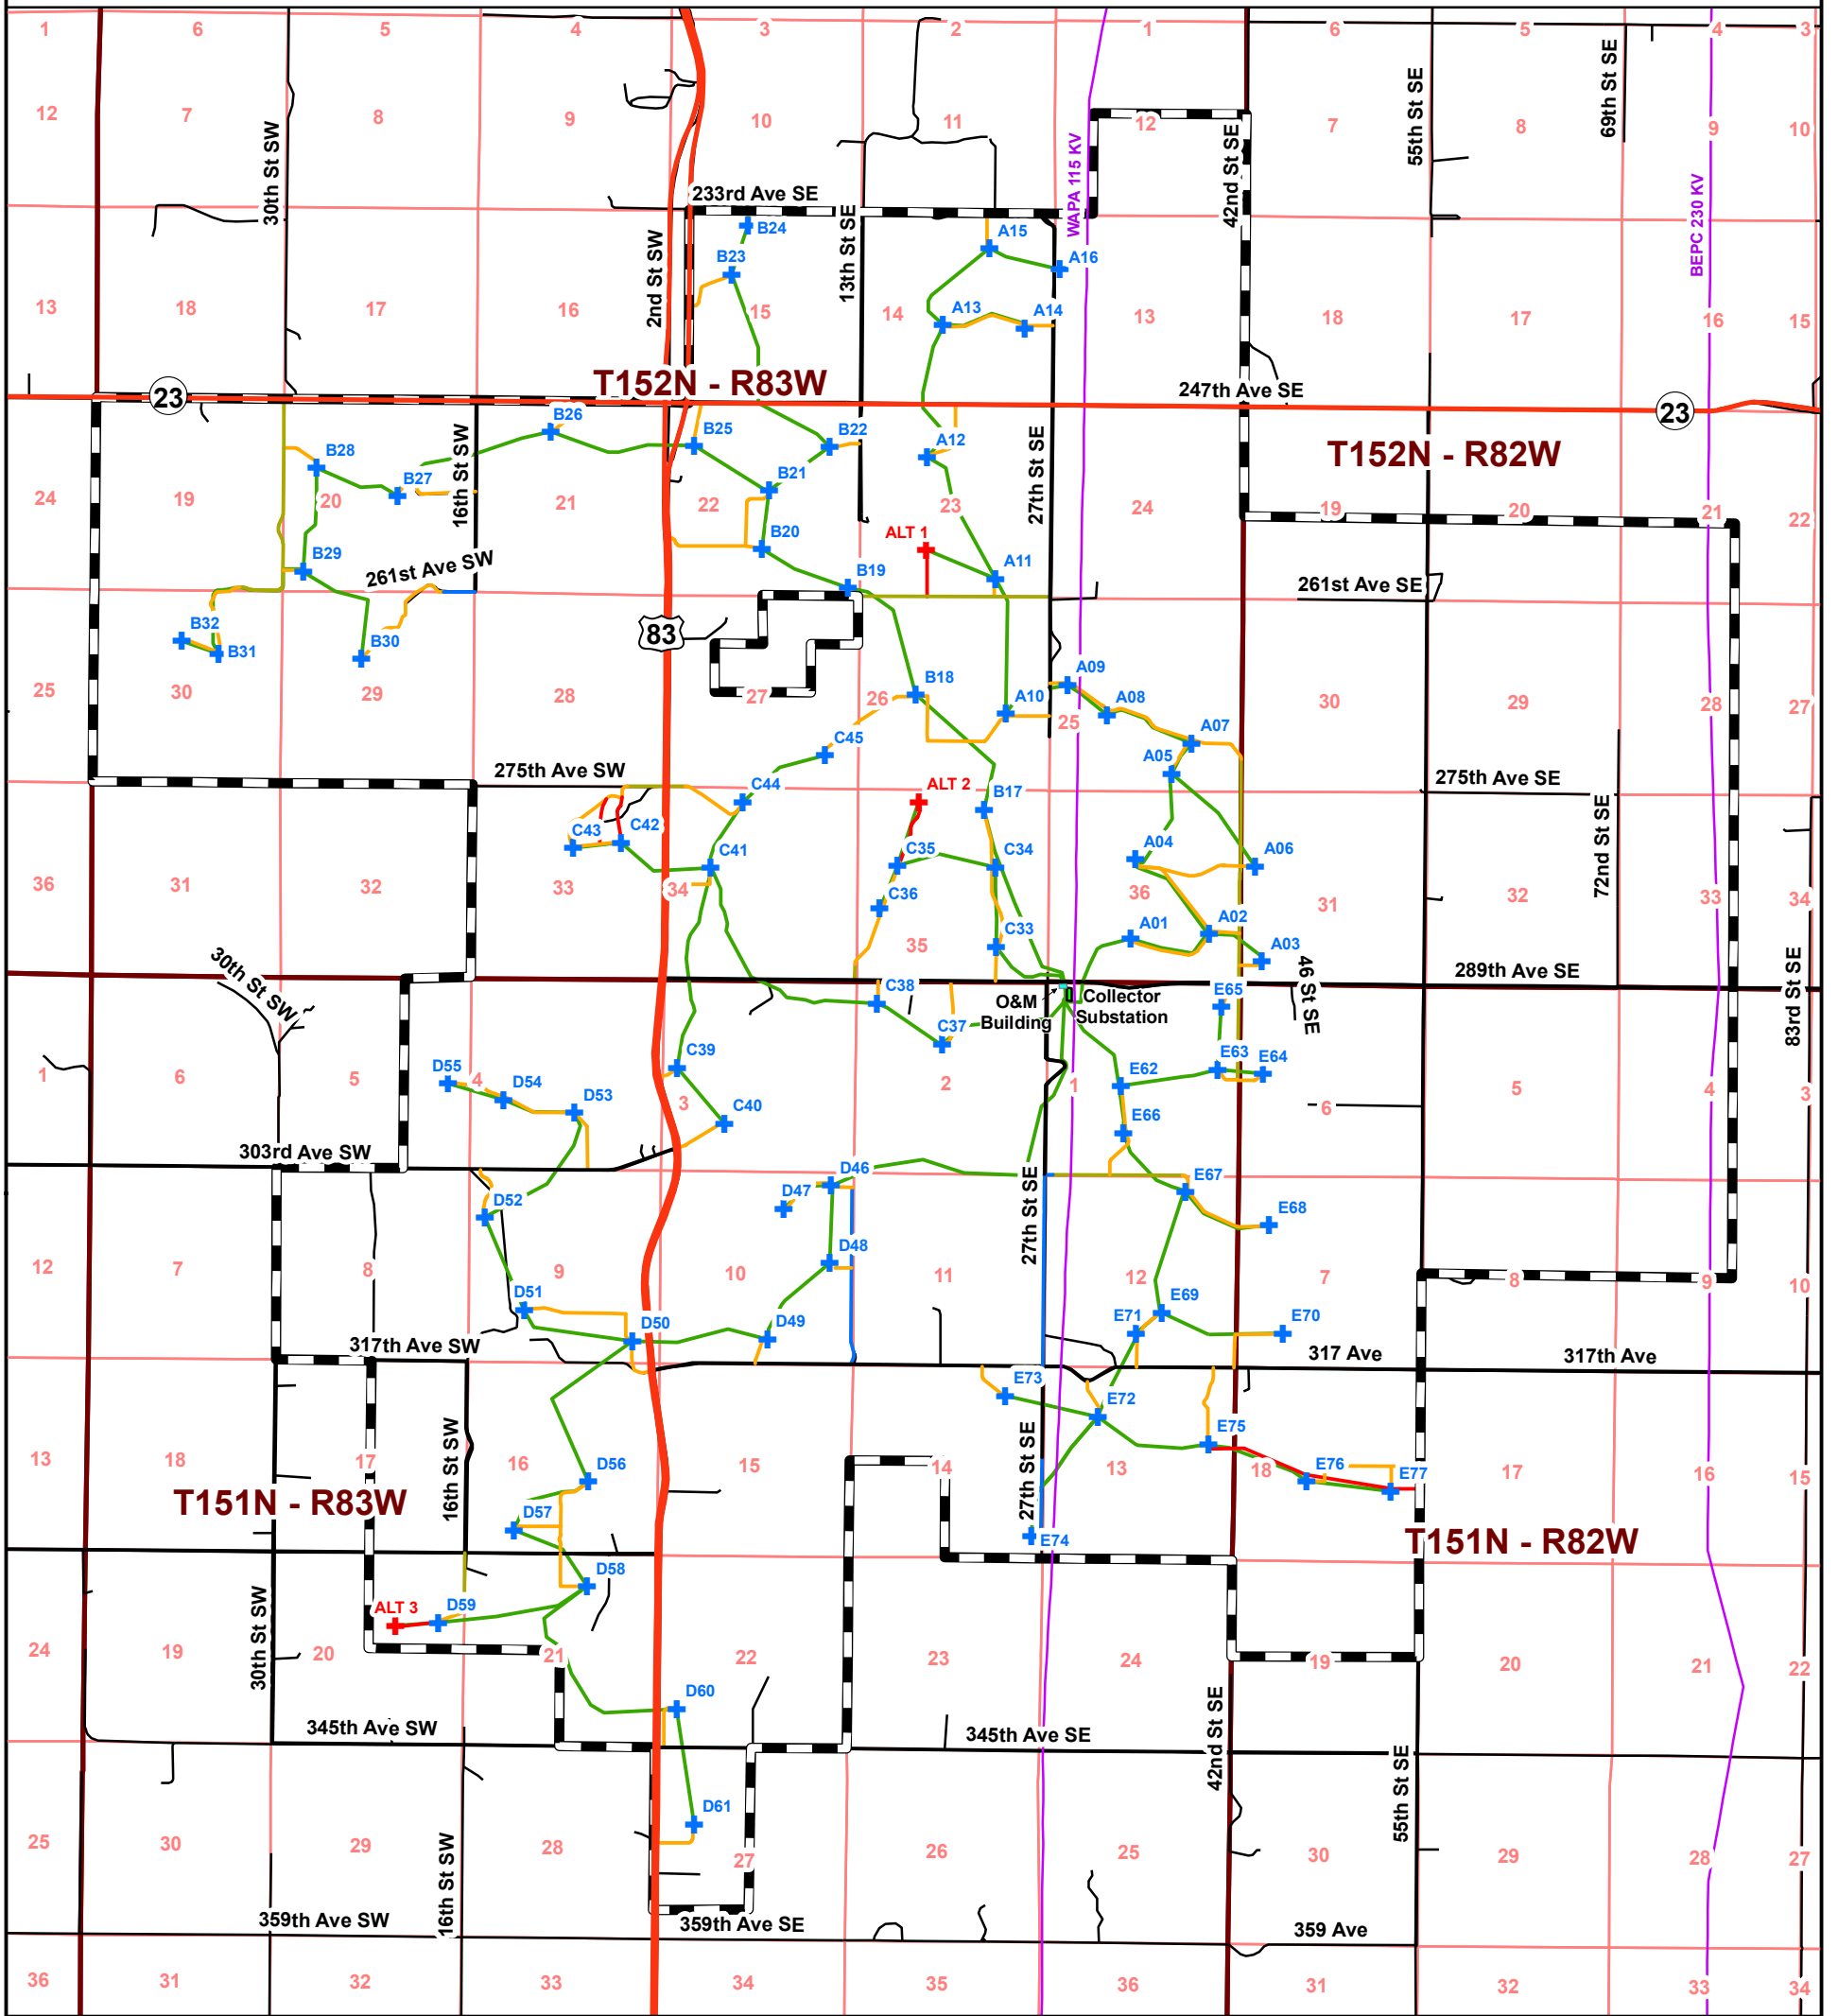 1
6
5
4
3
2
1
6
5
4
3
12
7
8
9
10
11
12
7
8
9
10
30th St SW
WAPA 115 KV
42nd St SE
55th St SE
69th St SE
BEPC 230 KV
233rd Ave SE
2nd St SW
13th St SE
B24
B23
A15
A16
A13
A14
13
18
17
16
15
14
13
18
17
16
15
T152N - R83W
247th Ave SE
23
23
B26
B25
B22
A12
T152N - R82W
B28
B27
16th St SW
B21
27th St SE
24
19
20
21
22
23
24
19
20
21
22
B20
ALT 1
B29
261st Ave SW
B19
A11
261st Ave SE
B32
B31
B30
83
A09
B18
A10
A08
A07
25
30
29
28
27
26
25
30
29
28
27
C45
A05
275th Ave SW
275th Ave SE
C44
ALT 2
B17
C43
C42
C41
C35
C34
A04
A06
72nd St SE
36
31
32
33
34
35
36
31
32
33
34
C36
C33
A01
A02
A03
30th St SW
46 St SE
289th Ave SE
83rd St SE
C38
O&M
Building
Collector
Substation
E65
C37
C39
D55
D54
D53
C40
E62
E63
E64
E66
1
6
5
4
3
2
1
6
5
4
3
303rd Ave SW
D46
D47
D52
27th St SE
E67
E68
D48
12
7
8
9
10
11
12
7
8
9
10
D51
D50
D49
E69
E71
E70
317th Ave SW
317 Ave
317th Ave
E73
E72
E75
E76
E77
16th St SW
27th St SE
13
18
17
16
15
14
13
18
17
16
15
D56
T151N - R83W
D57
E74
T151N - R82W
D58
ALT 3
D59
30th St SW
24
19
20
21
22
23
24
19
20
21
22
D60
42nd St SE
345th Ave SW
345th Ave SE
55th St SE
D61
16th St SW
25
30
29
28
27
26
25
30
29
28
27
359th Ave SW
359th Ave SE
359 Ave
36
31
32
33
34
35
36
31
32
33
34